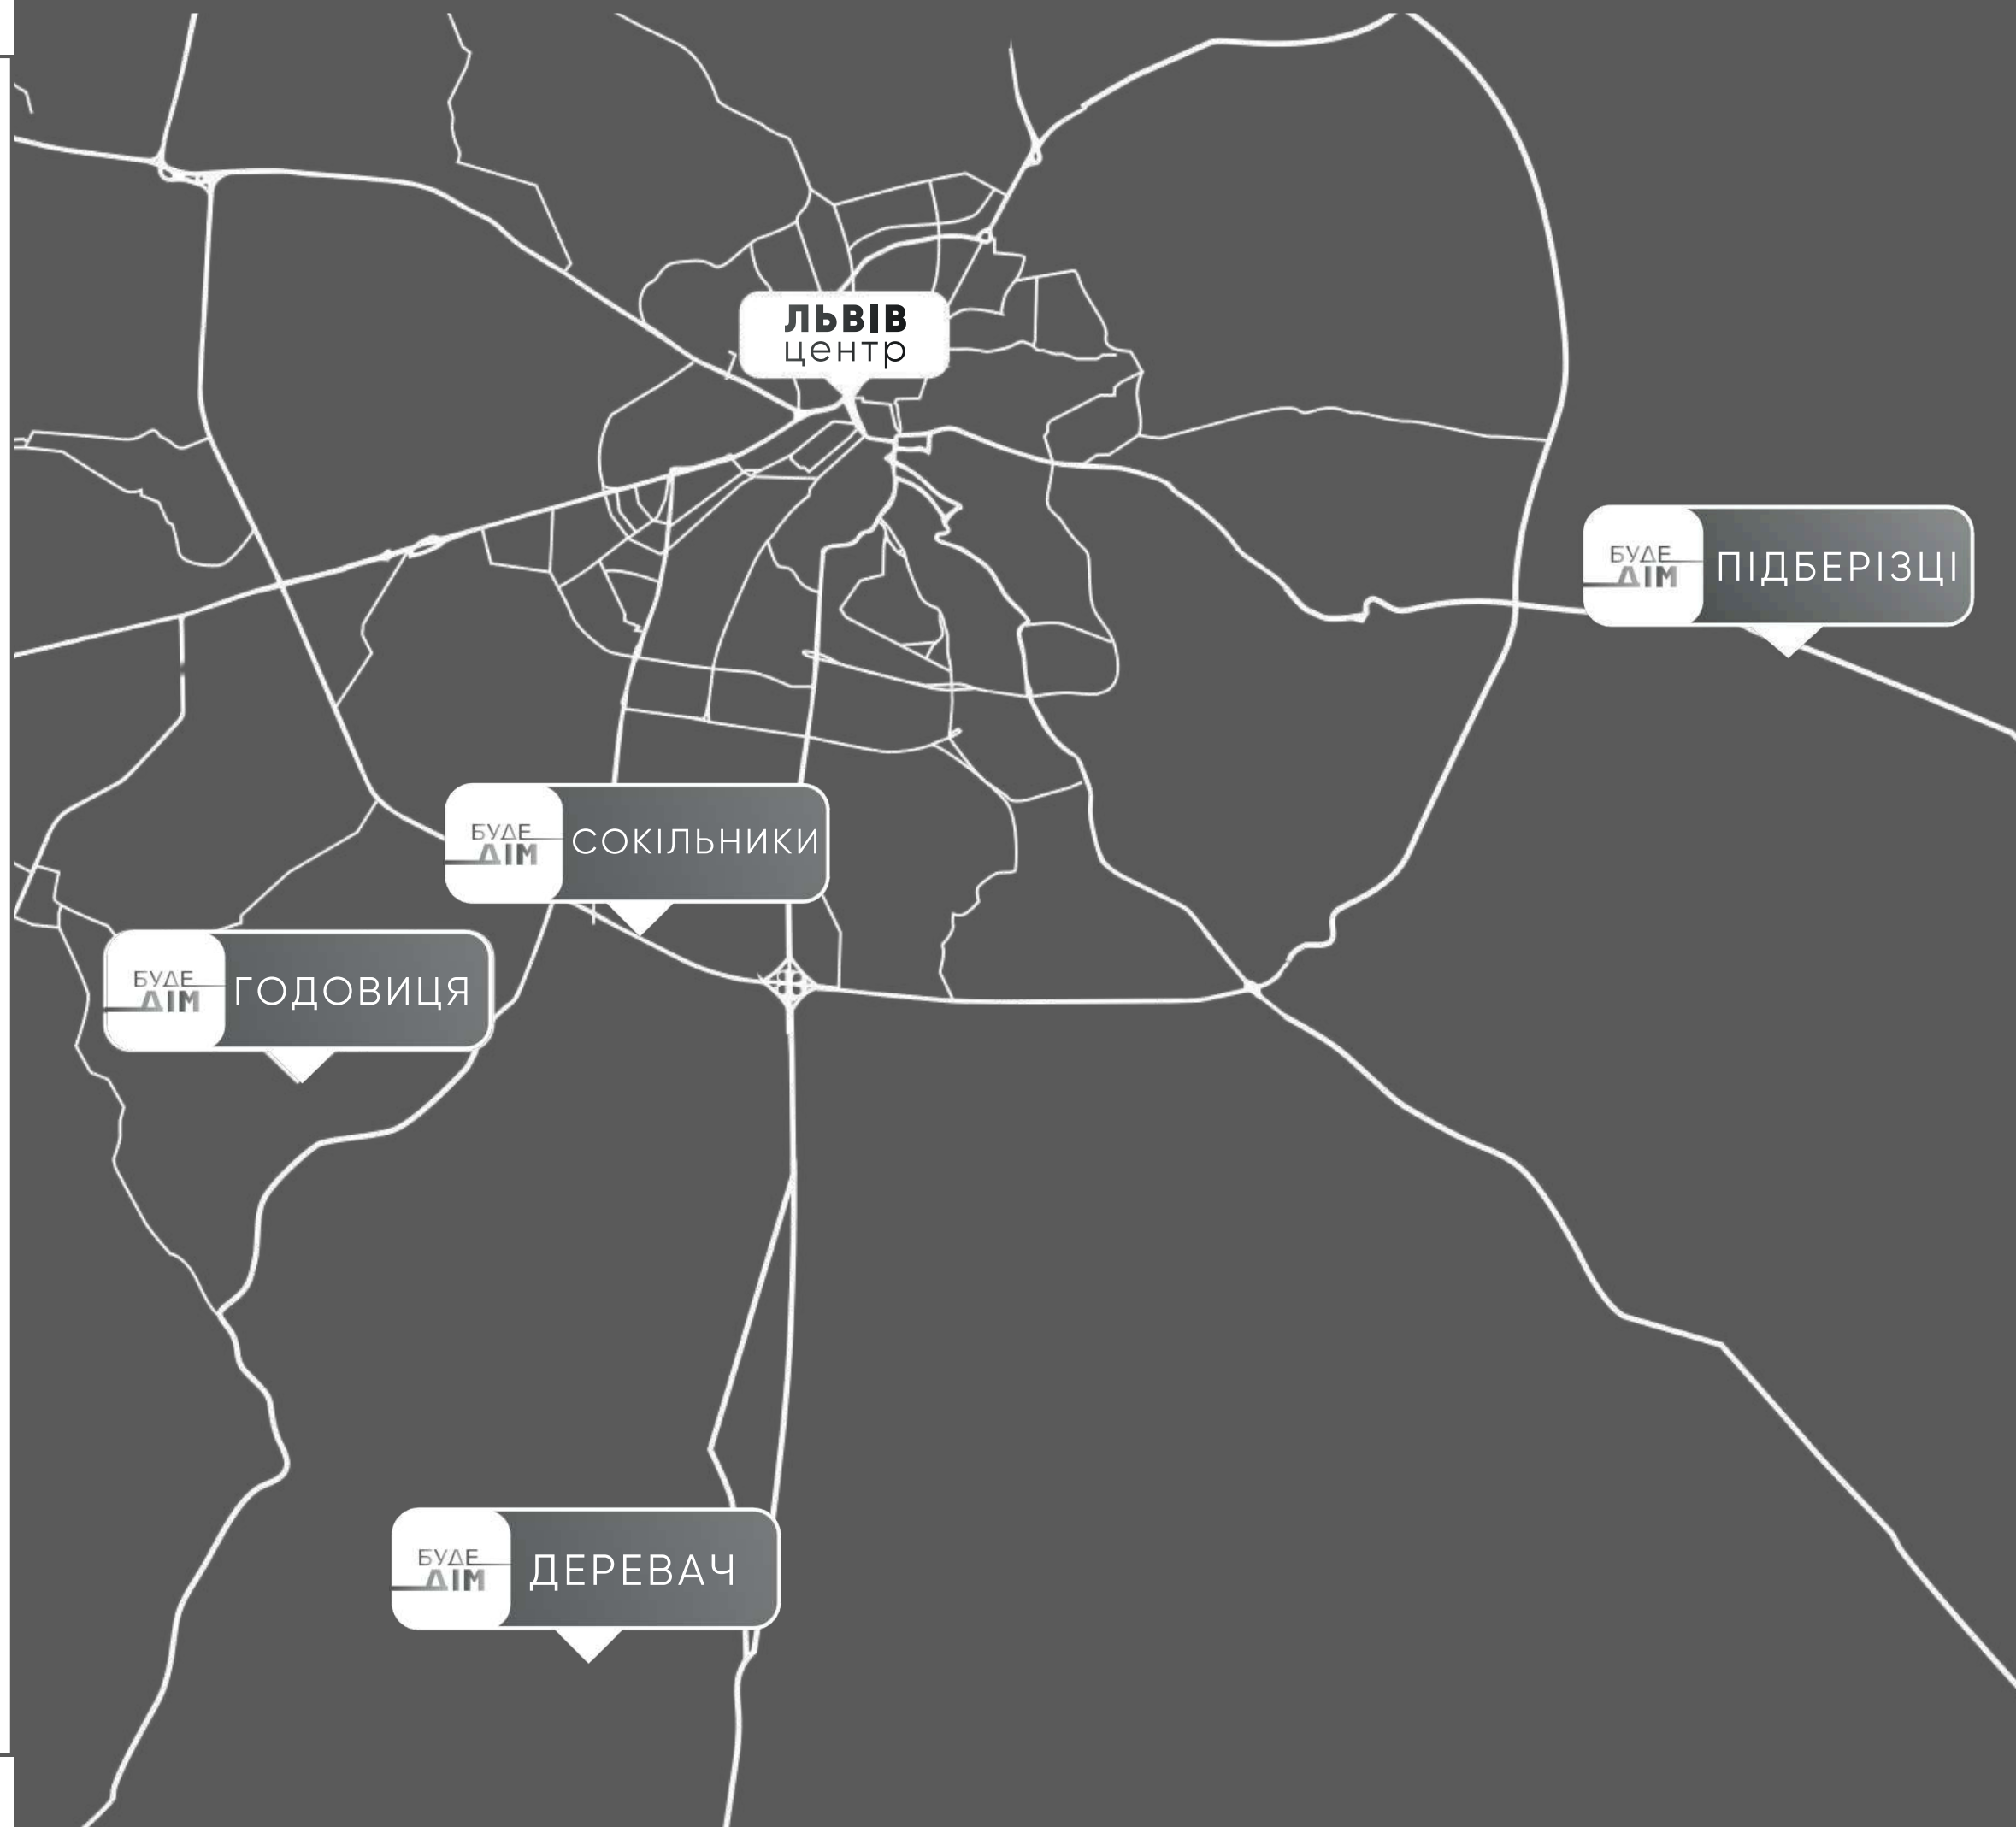 ЛЬВІВ
центр
БУДЕ
ДІМ
ПІДБЕРІЗЦІ
БУДЕ
ДІМ
СОКІЛЬНИКИ
БУДЕ
ДІМ
ГОДОВИЦЯ
БУДЕ
ДІМ
ДЕРЕВАЧ